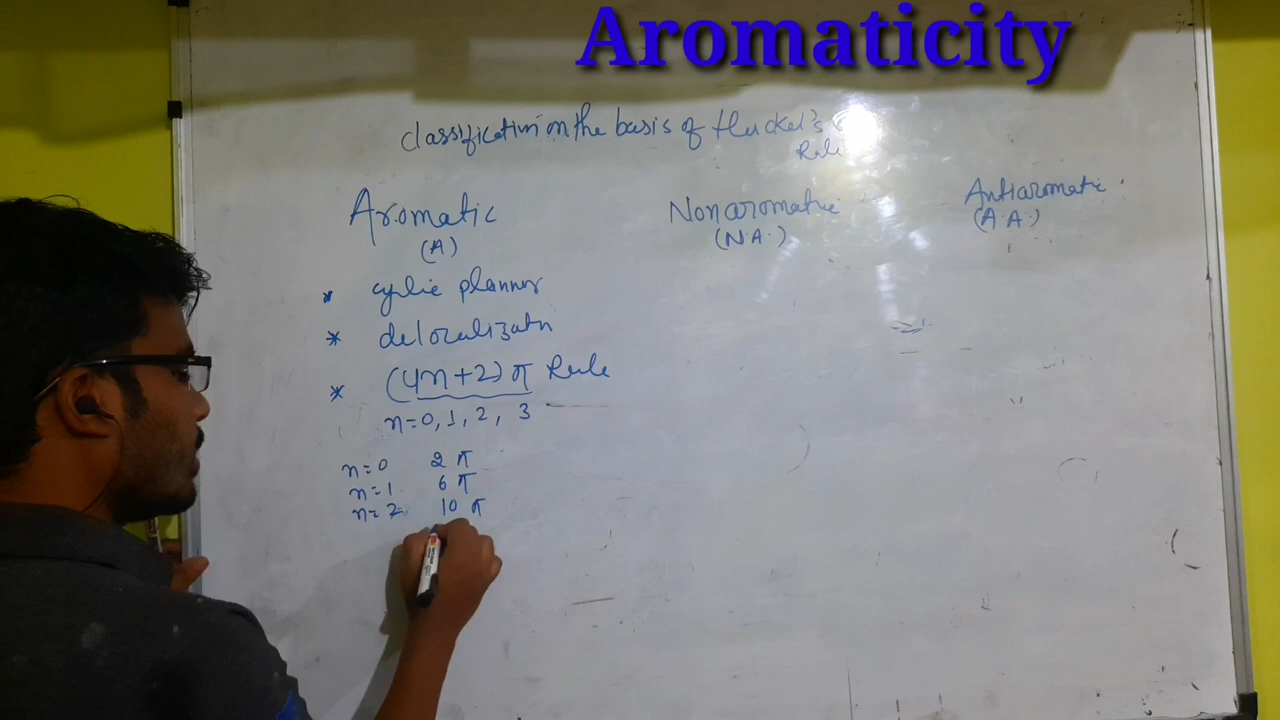 Aromaticity
Classification on the basis of Huckel's
Rule
Aromatic
(A)
Nonaromatic
(N.A.)
Antiaromatic
(A.A.)
* cyclic planner
* delocalizatn
* (4n+2) π Rule
n=0, 1, 2, 3
n=0 2 π
n=1 6 π
n=2 10 π